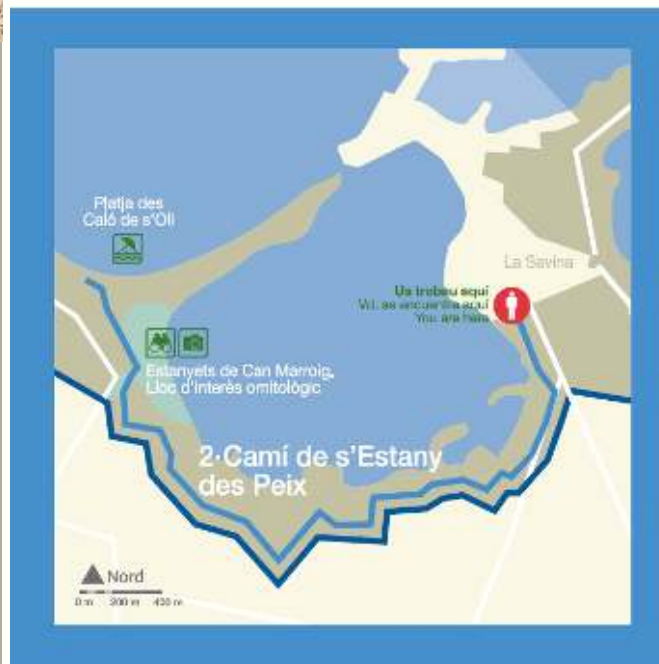 Platja des
Caló de s'Oli
La Savina
Us trobau aquí
Vd. se encuentra aquí
You are here
Estanyets de Can Marroig.
Lloc d'interès ornitològic
2·Camí de s'Estany
des Peix
Nord
0 m 200 m 400 m